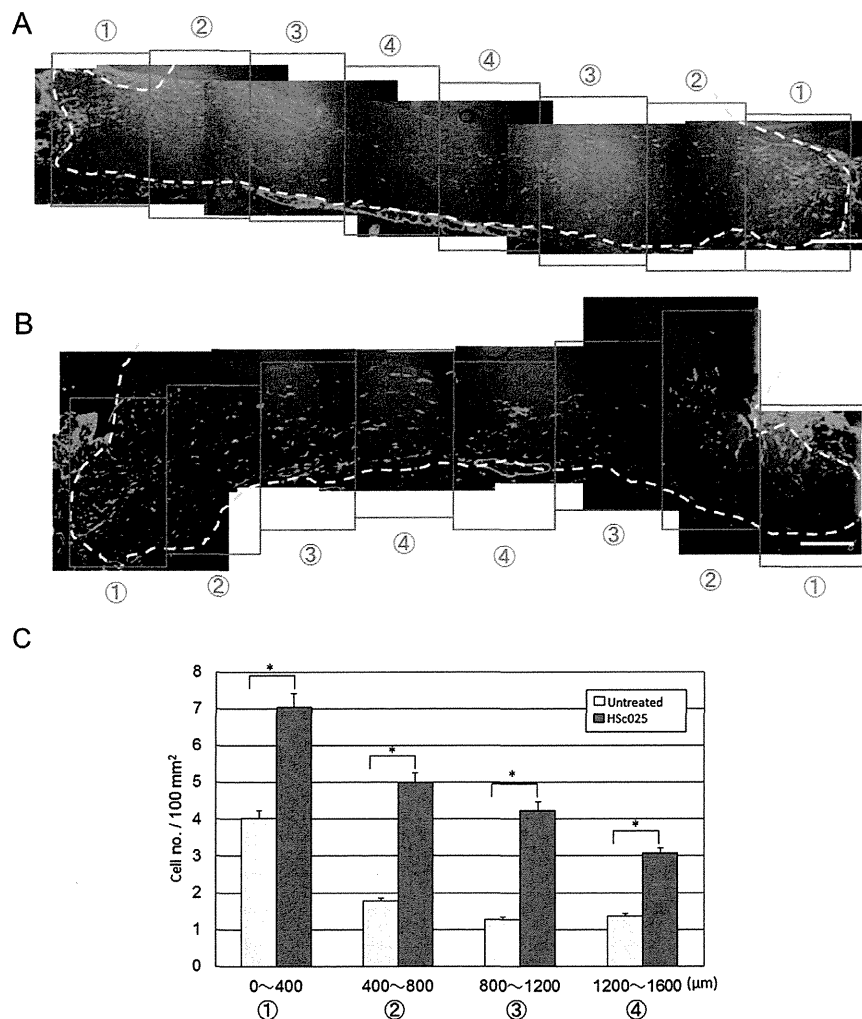 A
① ② ③ ④ ④ ③ ② ①
B
① ② ③ ④ ④ ③ ② ①
C
8
7
6
5
4
3
2
1
0
Cell no. / 100 mm²
* * * *
Untreated
HSc025
0～400 400～800 800～1200 1200～1600 (μm)
① ② ③ ④